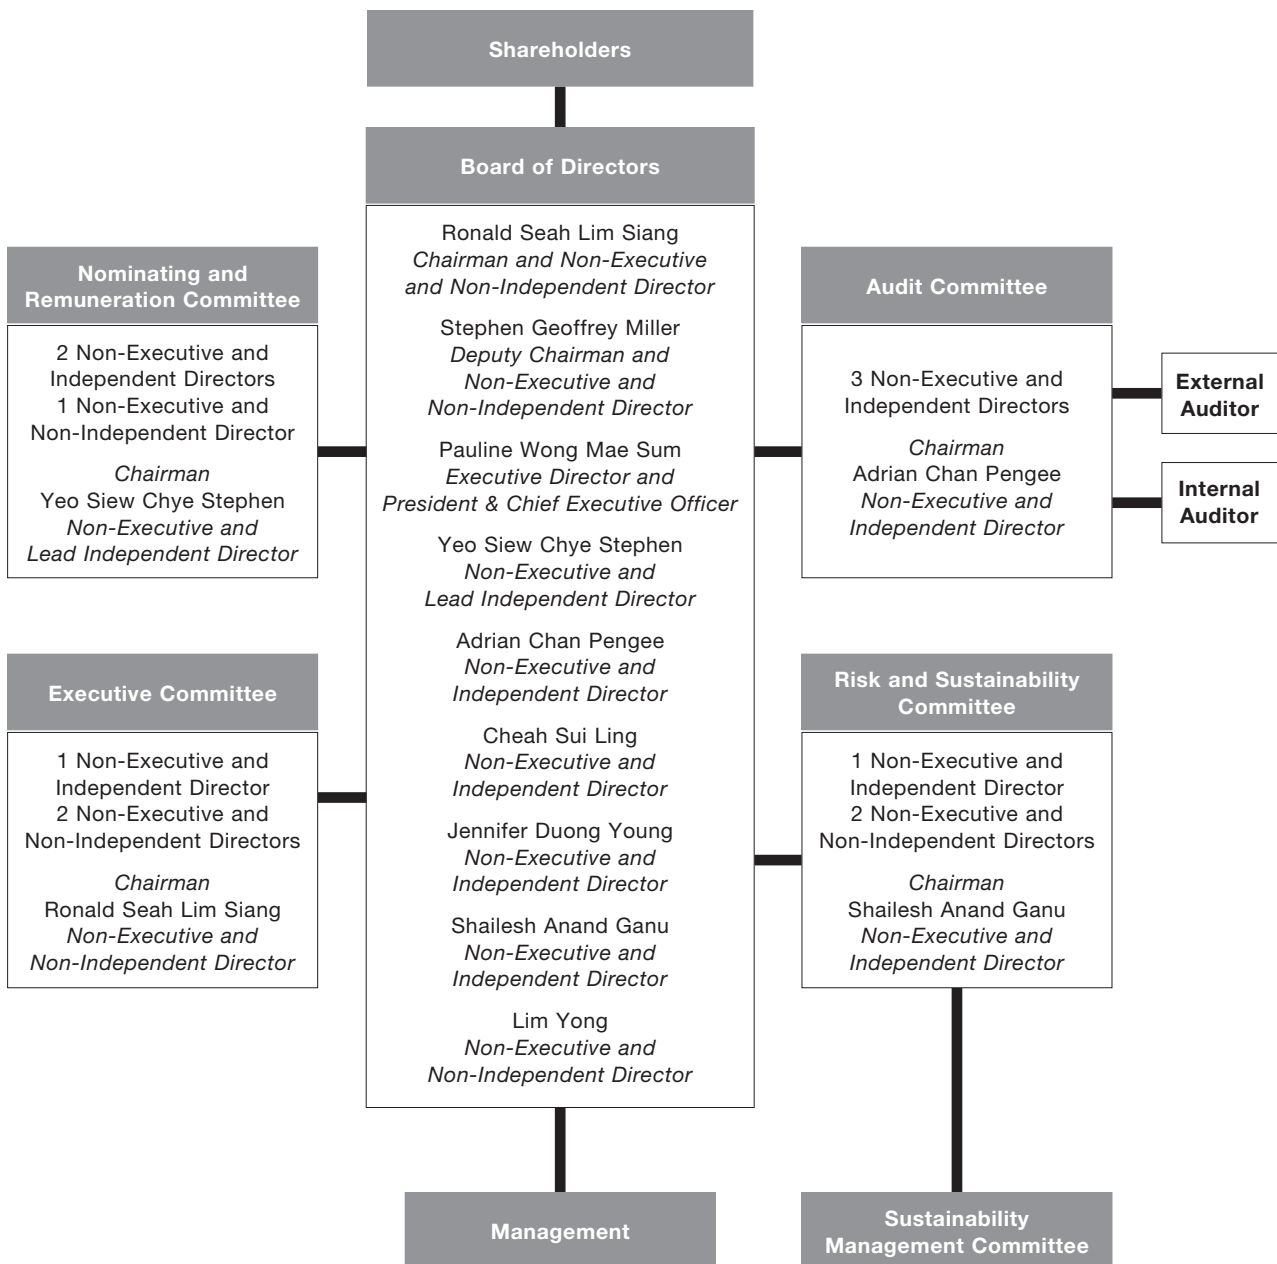 Shareholders
Board of Directors
Ronald Seah Lim Siang
Chairman and Non-Executive
and Non-Independent Director
Stephen Geoffrey Miller
Deputy Chairman and
Non-Executive and
Non-Independent Director
Pauline Wong Mae Sum
Executive Director and
President & Chief Executive Officer
Yeo Siew Chye Stephen
Non-Executive and
Lead Independent Director
Adrian Chan Pengee
Non-Executive and
Independent Director
Cheah Sui Ling
Non-Executive and
Independent Director
Jennifer Duong Young
Non-Executive and
Independent Director
Shailesh Anand Ganu
Non-Executive and
Independent Director
Lim Yong
Non-Executive and
Non-Independent Director
Nominating and
Remuneration Committee
2 Non-Executive and
Independent Directors
1 Non-Executive and
Non-Independent Director
Chairman
Yeo Siew Chye Stephen
Non-Executive and
Lead Independent Director
Audit Committee
3 Non-Executive and
Independent Directors
Chairman
Adrian Chan Pengee
Non-Executive and
Independent Director
External
Auditor
Internal
Auditor
Executive Committee
1 Non-Executive and
Independent Director
2 Non-Executive and
Non-Independent Directors
Chairman
Ronald Seah Lim Siang
Non-Executive and
Non-Independent Director
Risk and Sustainability
Committee
1 Non-Executive and
Independent Director
2 Non-Executive and
Non-Independent Directors
Chairman
Shailesh Anand Ganu
Non-Executive and
Independent Director
Management
Sustainability
Management Committee